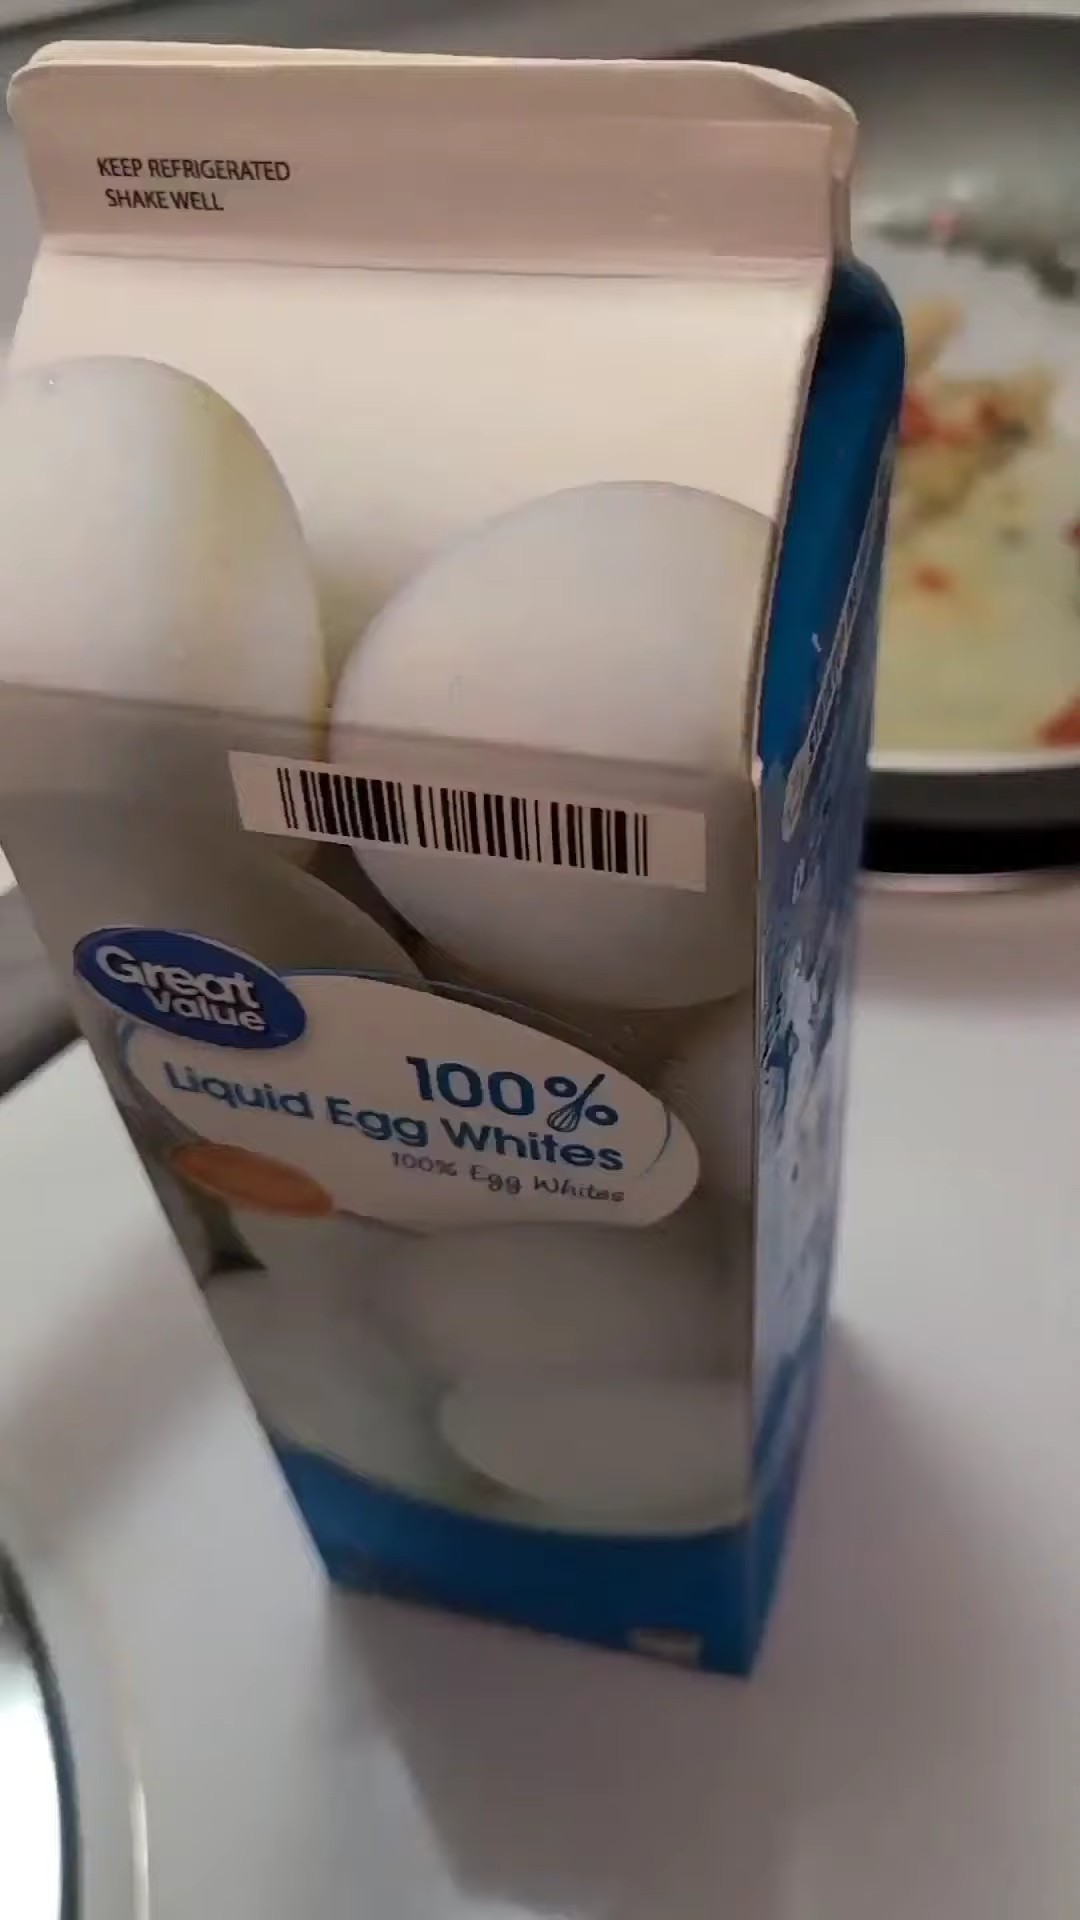 KEEP REFRIGERATED
SHAKE WELL
Great
Value
100%
Liquid Egg Whites
100% Egg Whites